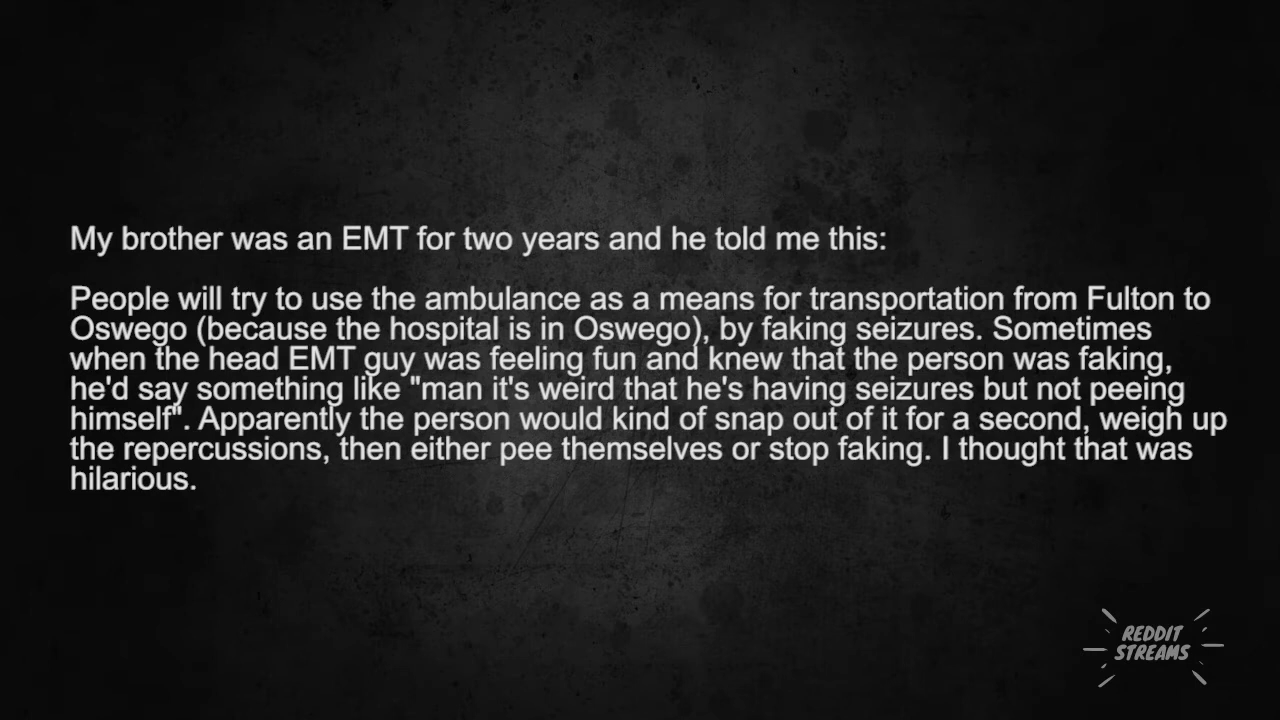 My brother was an EMT for two years and he told me this:
People will try to use the ambulance as a means for transportation from Fulton to
Oswego (because the hospital is in Oswego), by faking seizures. Sometimes
when the head EMT guy was feeling fun and knew that the person was faking,
he'd say something like "man it's weird that he's having seizures but not peeing
himself". Apparently the person would kind of snap out of it for a second, weigh up
the repercussions, then either pee themselves or stop faking. I thought that was
hilarious.
REDDIT
STREAMS